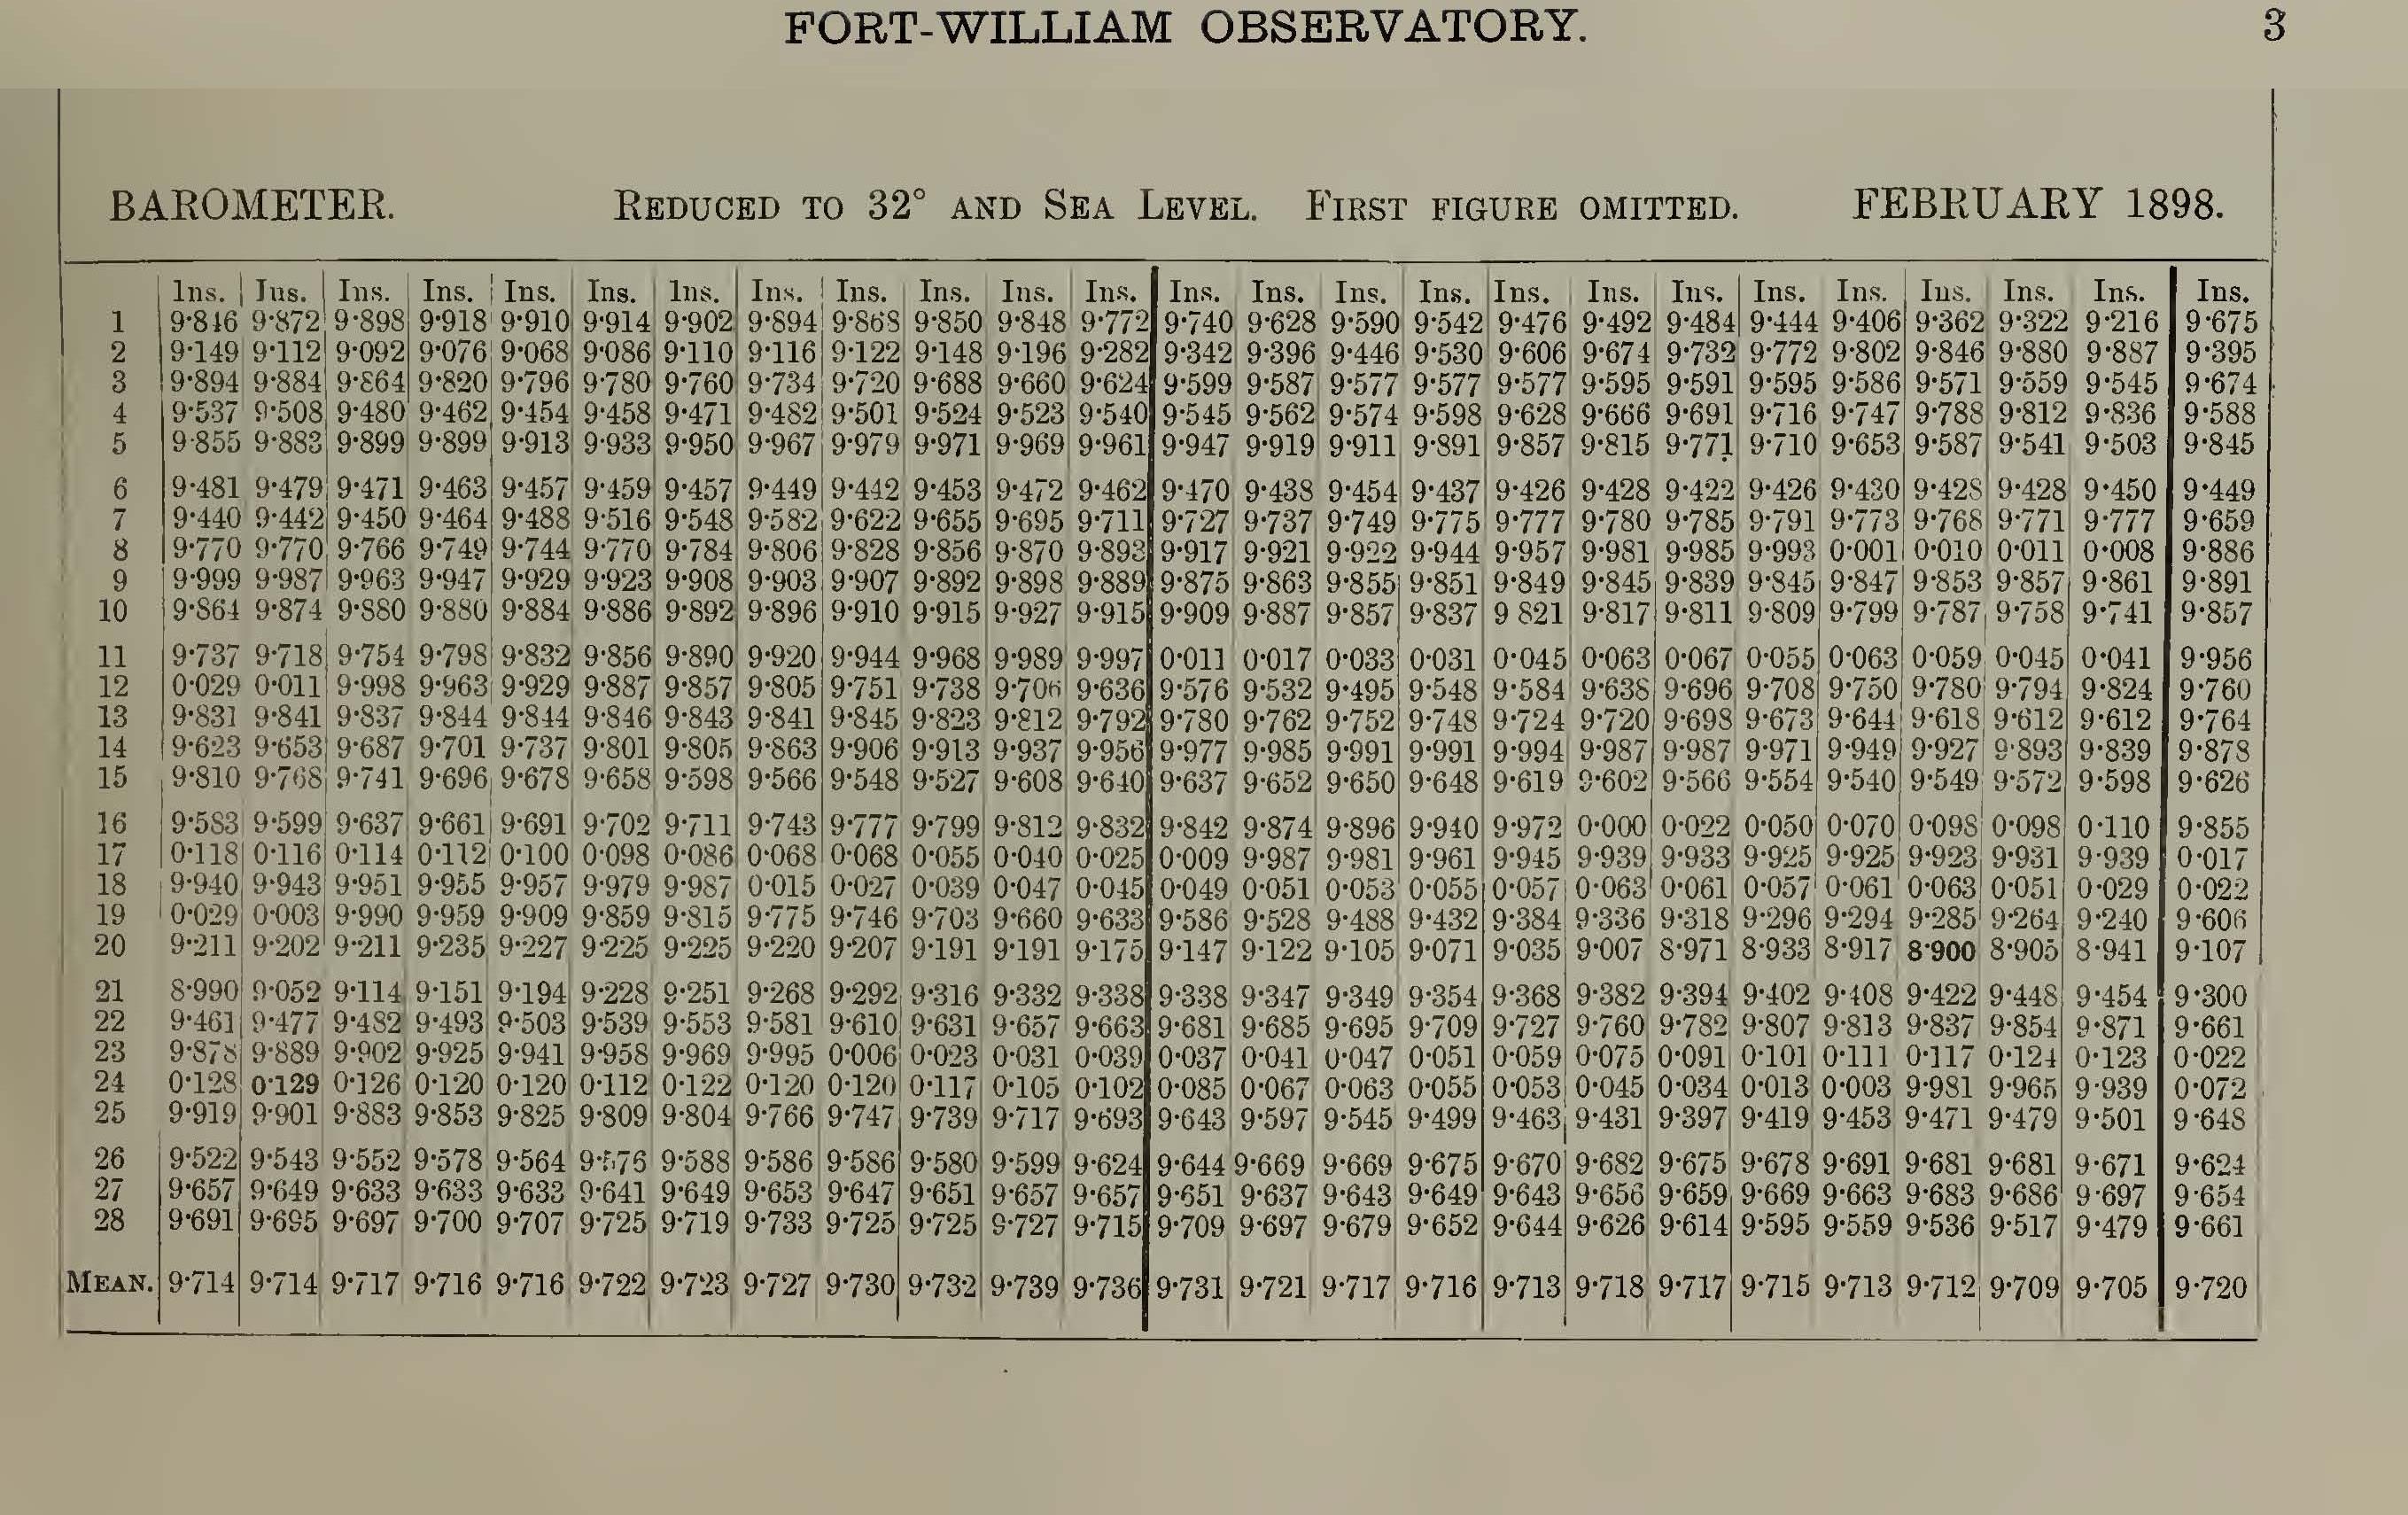 FORT-WILLIAM OBSERVATORY. 3
BAROMETER. REDUCED TO 32° AND SEA LEVEL. FIRST FIGURE OMITTED. FEBRUARY 1898.
Ins. Ins. Ins. Ins. Ins. Ins. Ins. Ins. Ins. Ins. Ins. Ins. Ins. Ins. Ins. Ins. Ins. Ins. Ins. Ins. Ins. Ins. Ins. Ins. Ins.
1 9·846 9·872 9·898 9·918 9·910 9·914 9·902 9·894 9·868 9·850 9·848 9·772 9·740 9·628 9·590 9·542 9·476 9·492 9·484 9·444 9·406 9·362 9·322 9·216 9·675
2 9·149 9·112 9·092 9·076 9·068 9·086 9·110 9·116 9·122 9·148 9·196 9·282 9·342 9·396 9·446 9·530 9·606 9·674 9·732 9·772 9·802 9·846 9·880 9·887 9·395
3 9·894 9·884 9·864 9·820 9·796 9·780 9·760 9·734 9·720 9·688 9·660 9·624 9·599 9·587 9·577 9·577 9·577 9·595 9·591 9·595 9·586 9·571 9·559 9·545 9·674
4 9·537 9·508 9·480 9·462 9·454 9·458 9·471 9·482 9·501 9·524 9·523 9·540 9·545 9·562 9·574 9·598 9·628 9·666 9·691 9·716 9·747 9·788 9·812 9·836 9·588
5 9·855 9·883 9·899 9·899 9·913 9·933 9·950 9·967 9·979 9·971 9·969 9·961 9·947 9·919 9·911 9·891 9·857 9·815 9·771 9·710 9·653 9·587 9·541 9·503 9·845
6 9·481 9·479 9·471 9·463 9·457 9·459 9·457 9·449 9·442 9·453 9·472 9·462 9·470 9·438 9·454 9·437 9·426 9·428 9·422 9·426 9·430 9·428 9·428 9·450 9·449
7 9·440 9·442 9·450 9·464 9·488 9·516 9·548 9·582 9·622 9·655 9·695 9·711 9·727 9·737 9·749 9·775 9·777 9·780 9·785 9·791 9·773 9·768 9·771 9·777 9·659
8 9·770 9·770 9·766 9·749 9·744 9·770 9·784 9·806 9·828 9·856 9·870 9·893 9·917 9·921 9·922 9·944 9·957 9·981 9·985 9·993 0·001 0·010 0·011 0·008 9·886
9 9·999 9·987 9·963 9·947 9·929 9·923 9·908 9·903 9·907 9·892 9·898 9·889 9·875 9·863 9·855 9·851 9·849 9·845 9·839 9·845 9·847 9·853 9·857 9·861 9·891
10 9·864 9·874 9·880 9·880 9·884 9·886 9·892 9·896 9·910 9·915 9·927 9·915 9·909 9·887 9·857 9·837 9 821 9·817 9·811 9·809 9·799 9·787 9·758 9·741 9·857
11 9·737 9·718 9·754 9·798 9·832 9·856 9·890 9·920 9·944 9·968 9·989 9·997 0·011 0·017 0·033 0·031 0·045 0·063 0·067 0·055 0·063 0·059 0·045 0·041 9·956
12 0·029 0·011 9·998 9·963 9·929 9·887 9·857 9·805 9·751 9·738 9·706 9·636 9·576 9·532 9·495 9·548 9·584 9·638 9·696 9·708 9·750 9·780 9·794 9·824 9·760
13 9·831 9·841 9·837 9·844 9·844 9·846 9·843 9·841 9·845 9·823 9·812 9·792 9·780 9·762 9·752 9·748 9·724 9·720 9·698 9·673 9·644 9·618 9·612 9·612 9·764
14 9·623 9·653 9·687 9·701 9·737 9·801 9·805 9·863 9·906 9·913 9·937 9·956 9·977 9·985 9·991 9·991 9·994 9·987 9·987 9·971 9·949 9·927 9·893 9·839 9·878
15 9·810 9·768 9·741 9·696 9·678 9·658 9·598 9·566 9·548 9·527 9·608 9·640 9·637 9·652 9·650 9·648 9·619 9·602 9·566 9·554 9·540 9·549 9·572 9·598 9·626
16 9·583 9·599 9·637 9·661 9·691 9·702 9·711 9·743 9·777 9·799 9·812 9·832 9·842 9·874 9·896 9·940 9·972 0·000 0·022 0·050 0·070 0·098 0·098 0·110 9·855
17 0·118 0·116 0·114 0·112 0·100 0·098 0·086 0·068 0·068 0·055 0·040 0·025 0·009 9·987 9·981 9·961 9·945 9·939 9·933 9·925 9·925 9·923 9·931 9·939 0·017
18 9·940 9·943 9·951 9·955 9·957 9·979 9·987 0·015 0·027 0·039 0·047 0·045 0·049 0·051 0·053 0·055 0·057 0·063 0·061 0·057 0·061 0·063 0·051 0·029 0·022
19 0·029 0·003 9·990 9·959 9·909 9·859 9·815 9·775 9·746 9·703 9·660 9·633 9·586 9·528 9·488 9·432 9·384 9·336 9·318 9·296 9·294 9·285 9·264 9·240 9·606
20 9·211 9·202 9·211 9·235 9·227 9·225 9·225 9·220 9·207 9·191 9·191 9·175 9·147 9·122 9·105 9·071 9·035 9·007 8·971 8·933 8·917 8·900 8·905 8·941 9·107
21 8·990 9·052 9·114 9·151 9·194 9·228 9·251 9·268 9·292 9·316 9·332 9·338 9·338 9·347 9·349 9·354 9·368 9·382 9·394 9·402 9·408 9·422 9·448 9·454 9·300
22 9·461 9·477 9·482 9·493 9·503 9·539 9·553 9·581 9·610 9·631 9·657 9·663 9·681 9·685 9·695 9·709 9·727 9·760 9·782 9·807 9·813 9·837 9·854 9·871 9·661
23 9·878 9·889 9·902 9·925 9·941 9·958 9·969 9·995 0·006 0·023 0·031 0·039 0·037 0·041 0·047 0·051 0·059 0·075 0·091 0·101 0·111 0·117 0·124 0·123 0·022
24 0·128 0·129 0·126 0·120 0·120 0·112 0·122 0·120 0·120 0·117 0·105 0·102 0·085 0·067 0·063 0·055 0·053 0·045 0·034 0·013 0·003 9·981 9·965 9·939 0·072
25 9·919 9·901 9·883 9·853 9·825 9·809 9·804 9·766 9·747 9·739 9·717 9·693 9·643 9·597 9·545 9·499 9·463 9·431 9·397 9·419 9·453 9·471 9·479 9·501 9·648
26 9·522 9·543 9·552 9·578 9·564 9·576 9·588 9·586 9·586 9·580 9·599 9·624 9·644 9·669 9·669 9·675 9·670 9·682 9·675 9·678 9·691 9·681 9·681 9·671 9·624
27 9·657 9·649 9·633 9·633 9·633 9·641 9·649 9·653 9·647 9·651 9·657 9·657 9·651 9·637 9·643 9·649 9·643 9·656 9·659 9·669 9·663 9·683 9·686 9·697 9·654
28 9·691 9·695 9·697 9·700 9·707 9·725 9·719 9·733 9·725 9·725 9·727 9·715 9·709 9·697 9·679 9·652 9·644 9·626 9·614 9·595 9·559 9·536 9·517 9·479 9·661
MEAN. 9·714 9·714 9·717 9·716 9·716 9·722 9·723 9·727 9·730 9·732 9·739 9·736 9·731 9·721 9·717 9·716 9·713 9·718 9·717 9·715 9·713 9·712 9·709 9·705 9·720